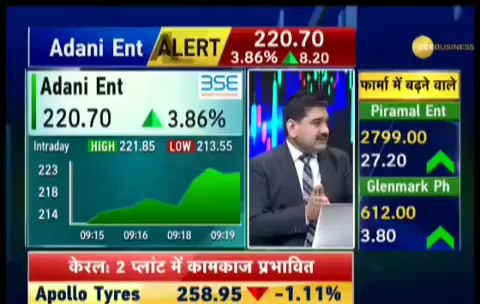 Adani Ent ALERT 220.70
3.86% 8.20
ZEE BUSINESS
Adani Ent BSE
220.70 3.86%
Intraday HIGH 221.85 LOW 213.55
223
218
214
09:15 09:16 09:18 09:19
फार्मा में बढ़ने वाले
Piramal Ent
2799.00
27.20
Glenmark Ph
612.00
3.80
केरल: 2 प्लांट में कामकाज प्रभावित
Apollo Tyres 258.95 -1.11%